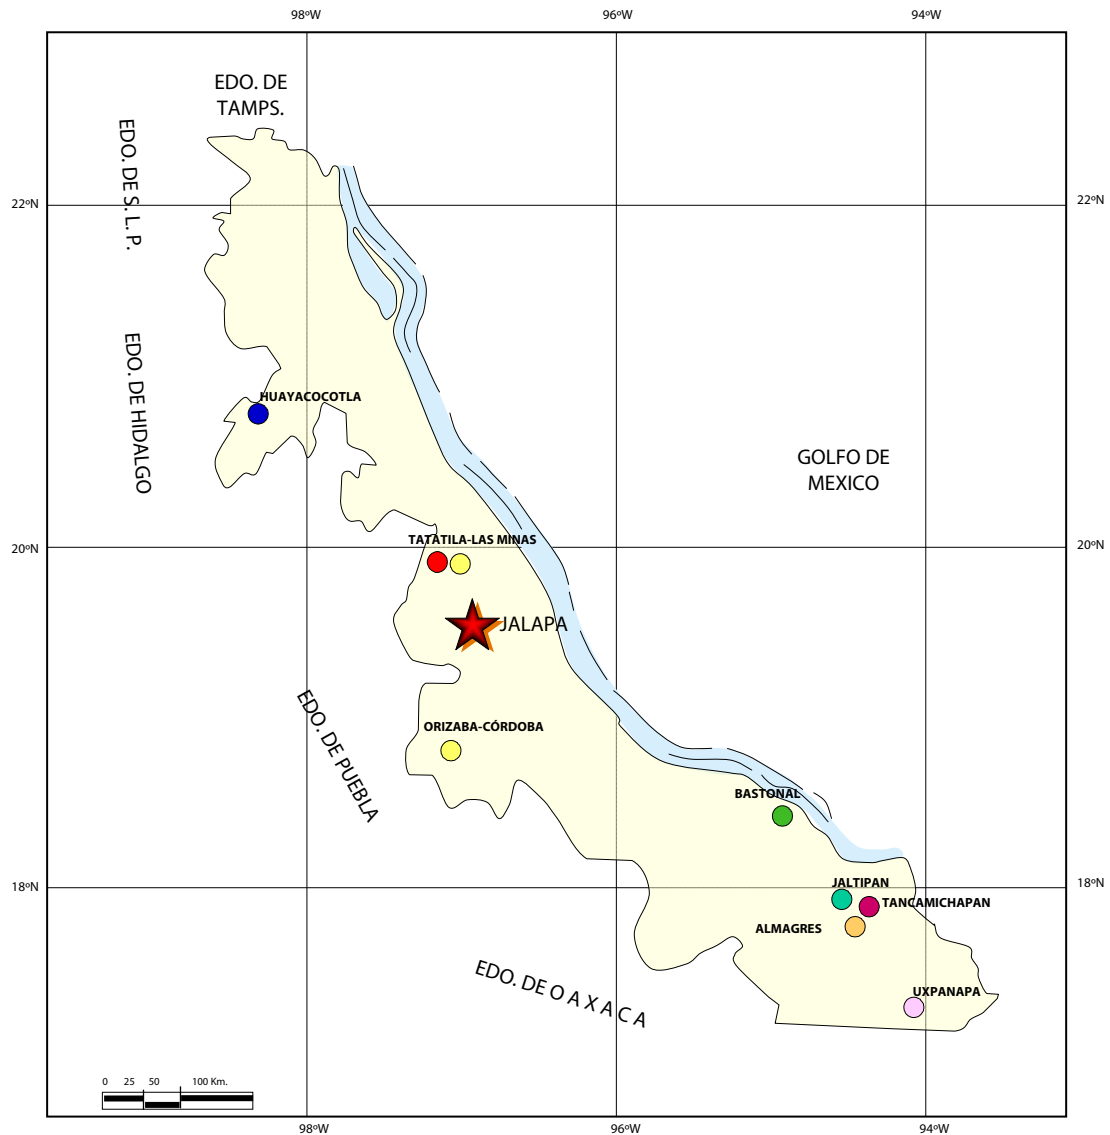 98ºW 96ºW 94ºW
EDO. DE
TAMPS.
EDO. DE S. L. P.
22ºN 22ºN
EDO. DE HIDALGO
HUAYACOCOTLA
GOLFO DE
MEXICO
TATATILA-LAS MINAS
20ºN 20ºN
JALAPA
EDO. DE PUEBLA
ORIZABA-CÓRDOBA
BASTONAL
18ºN 18ºN
JALTIPAN
TANCAMICHAPAN
ALMAGRES
EDO. DE O A X A C A
UXPANAPA
0 25 50 100 Km.
98ºW 96ºW 94ºW